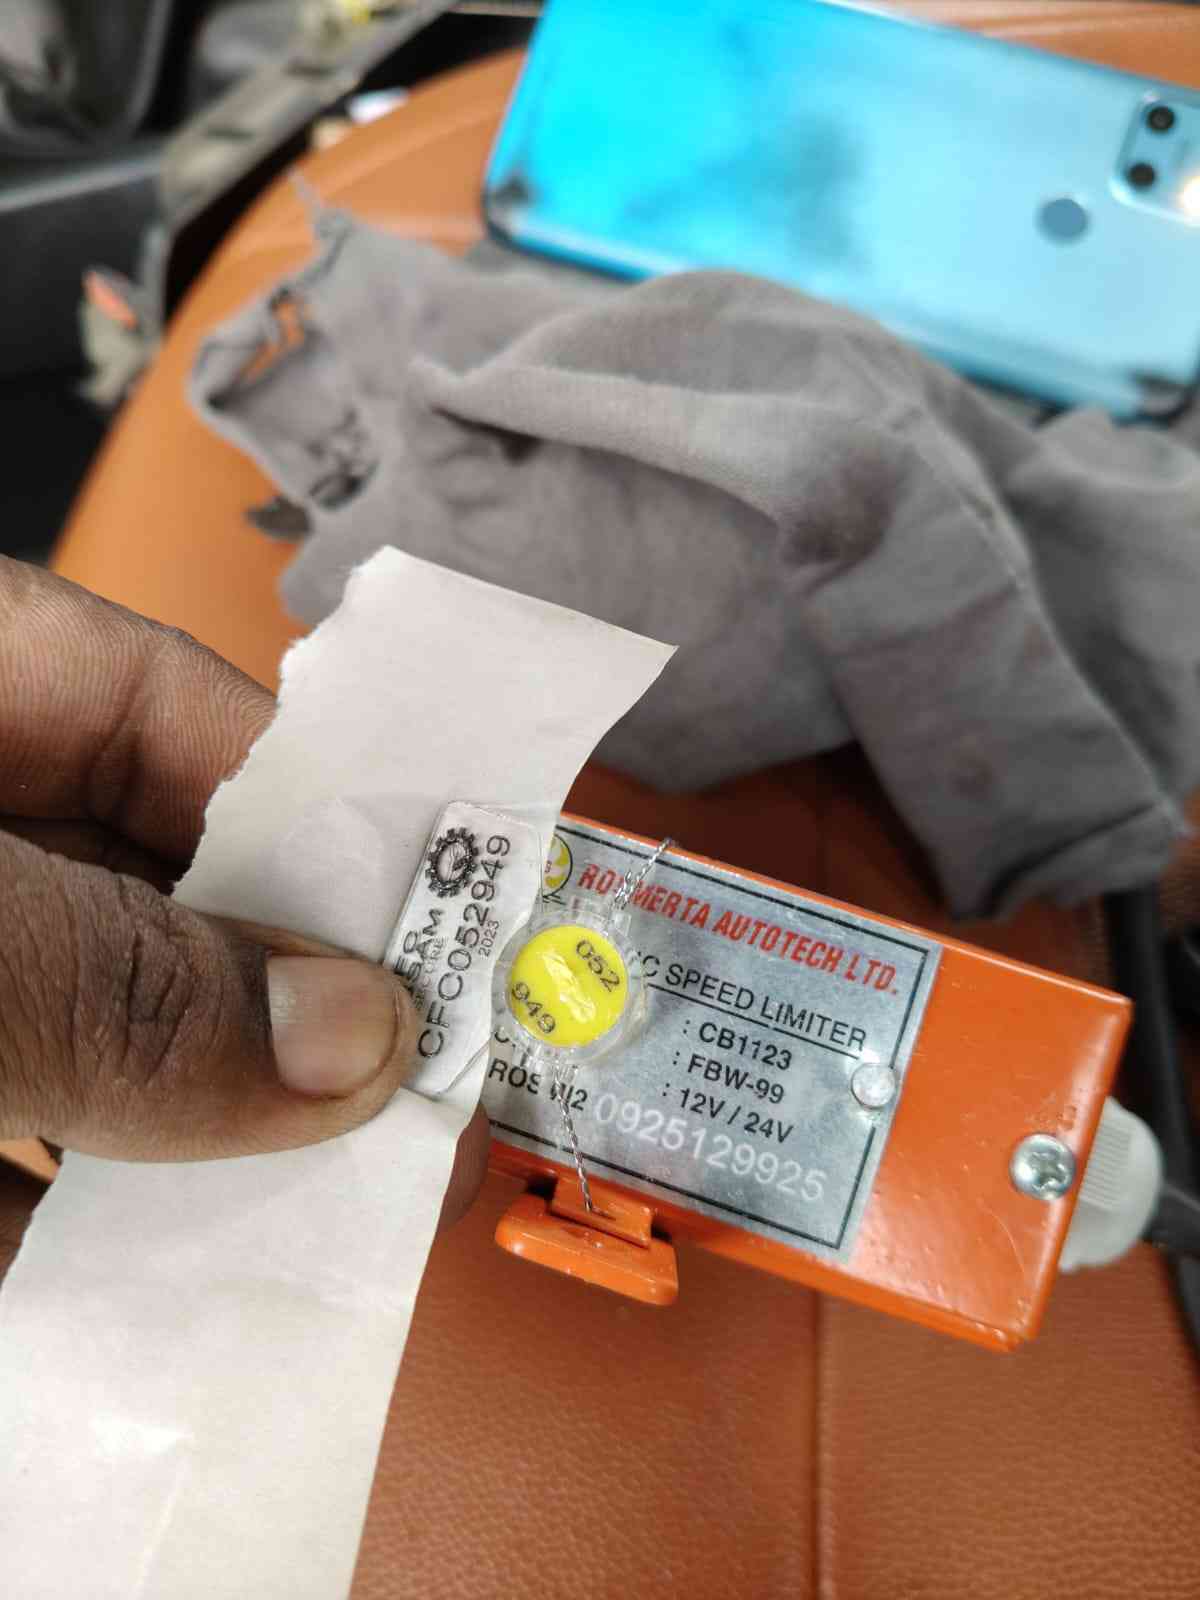 CFC052949
2023
052
949
ROSMERTA AUTOTECH LTD.
SPEED LIMITER
: CB1123
: FBW-99
: 12V / 24V
0925129925